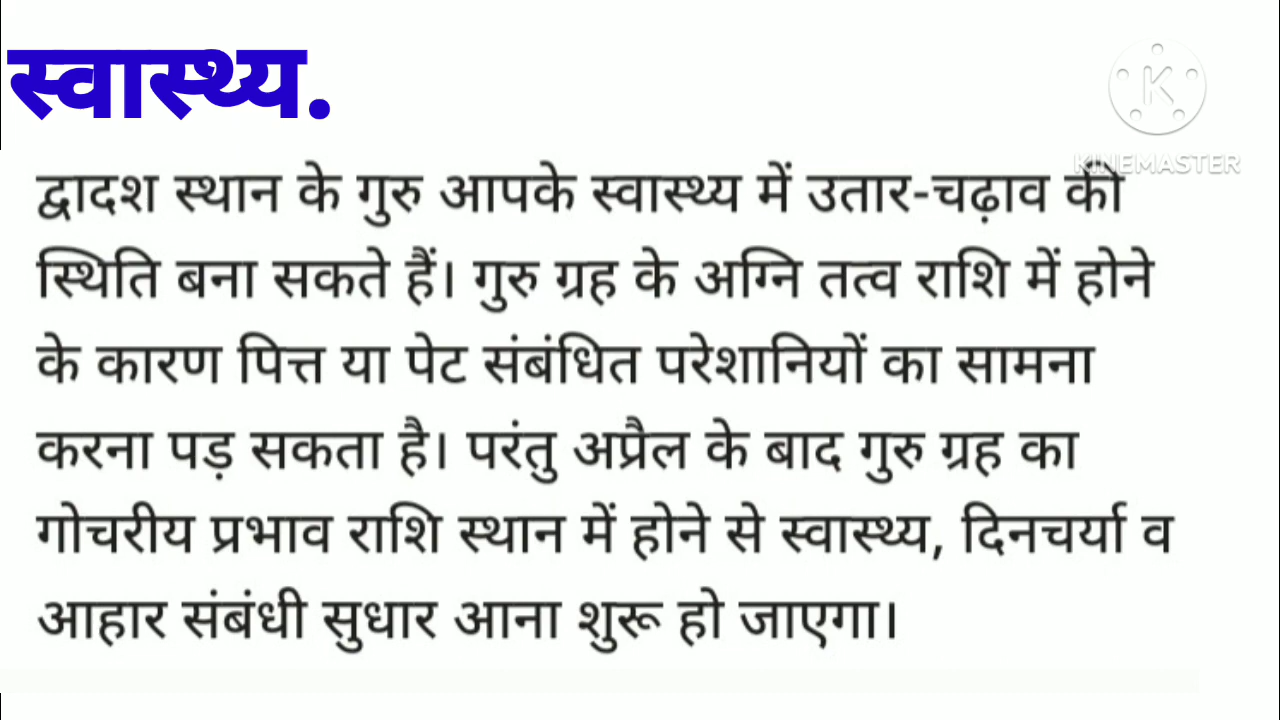 स्वास्थ्य.
KINEMASTER
द्वादश स्थान के गुरु आपके स्वास्थ्य में उतार-चढ़ाव की
स्थिति बना सकते हैं। गुरु ग्रह के अग्नि तत्व राशि में होने
के कारण पित्त या पेट संबंधित परेशानियों का सामना
करना पड़ सकता है। परंतु अप्रैल के बाद गुरु ग्रह का
गोचरीय प्रभाव राशि स्थान में होने से स्वास्थ्य, दिनचर्या व
आहार संबंधी सुधार आना शुरू हो जाएगा।